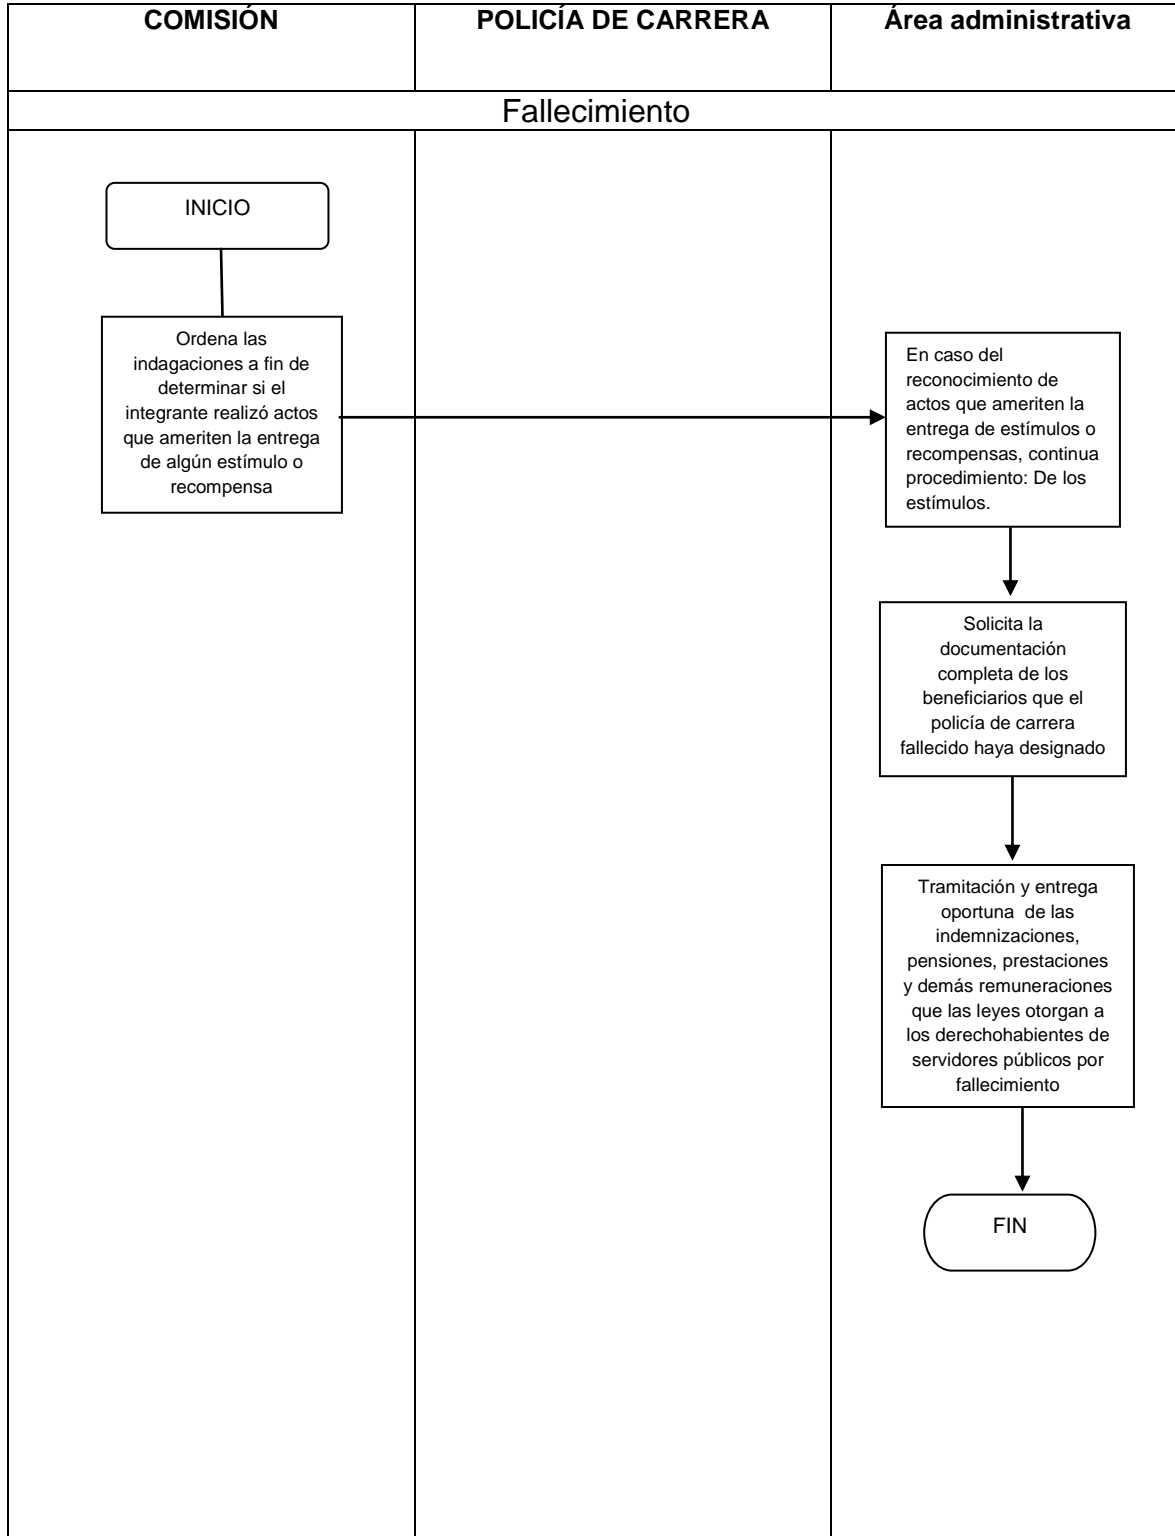 COMISIÓN
POLICÍA DE CARRERA
Área administrativa
Fallecimiento
INICIO
Ordena las
indagaciones a fin de
determinar si el
integrante realizó actos
que ameriten la entrega
de algún estímulo o
recompensa
En caso del
reconocimiento de
actos que ameriten la
entrega de estímulos o
recompensas, continua
procedimiento: De los
estímulos.
Solicita la
documentación
completa de los
beneficiarios que el
policía de carrera
fallecido haya designado
Tramitación y entrega
oportuna  de las
indemnizaciones,
pensiones, prestaciones
y demás remuneraciones
que las leyes otorgan a
los derechohabientes de
servidores públicos por
fallecimiento
FIN